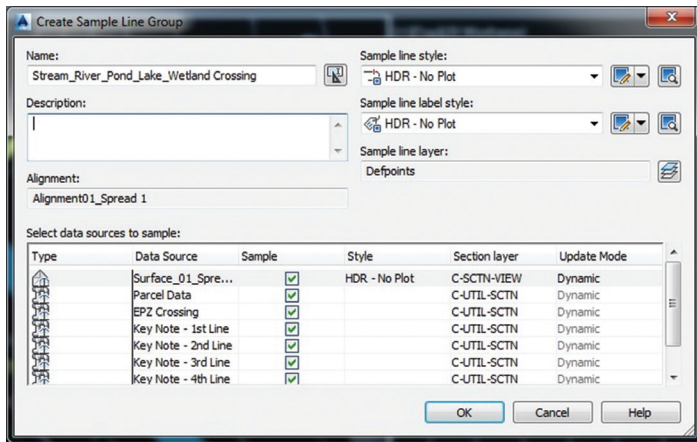 Create Sample Line Group
Name:
Stream_River_Pond_Lake_Wetland Crossing
Description:
Alignment:
Alignment01_Spread 1
Sample line style:
HDR - No Plot
Sample line label style:
HDR - No Plot
Sample line layer:
Defpoints
Select data sources to sample:
Type Data Source Sample Style Section layer Update Mode
Surface_01_Spre... HDR - No Plot C-SCTN-VIEW Dynamic
Parcel Data C-UTIL-SCTN Dynamic
EPZ Crossing C-UTIL-SCTN Dynamic
Key Note - 1st Line C-UTIL-SCTN Dynamic
Key Note - 2nd Line C-UTIL-SCTN Dynamic
Key Note - 3rd Line C-UTIL-SCTN Dynamic
Key Note - 4th Line C-UTIL-SCTN Dynamic
OK Cancel Help